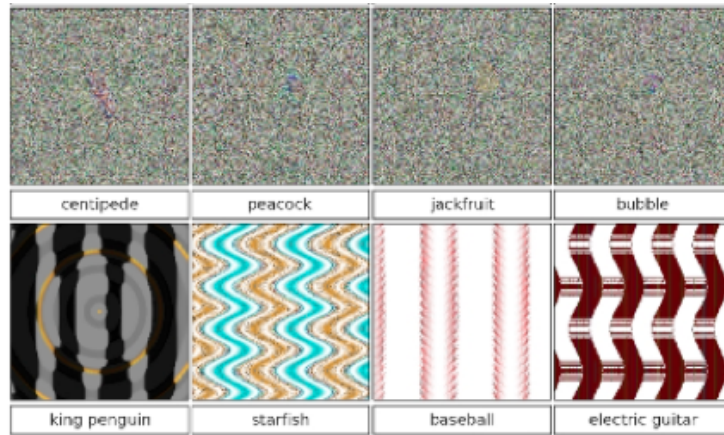 centipede
peacock
jackfruit
bubble
king penguin
starfish
baseball
electric guitar